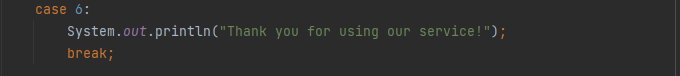 case 6:
System.out.println("Thank you for using our service!");
break;